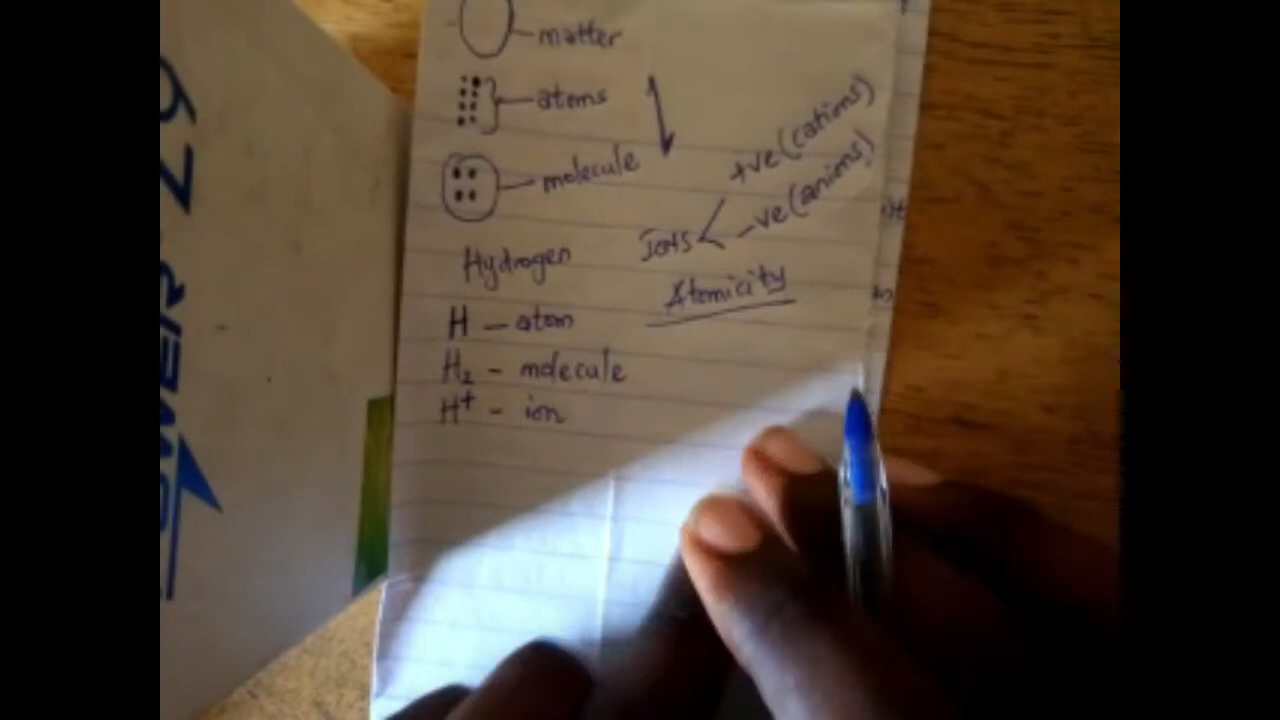 matter
atoms
molecule
+ve (cations)
Ions
-ve (anions)
Hydrogen
Atomicity
H - atom
H₂ - molecule
H⁺ - ion